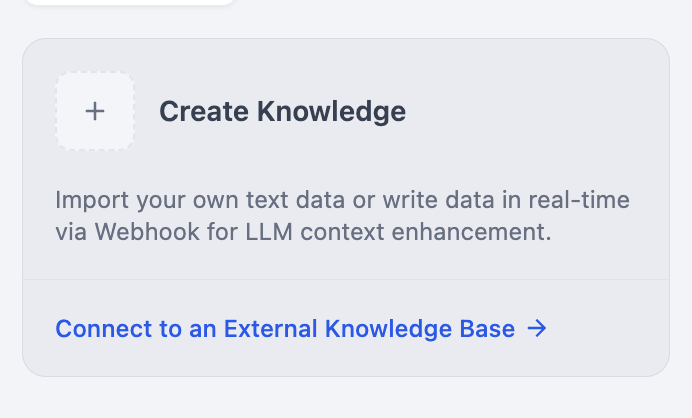 Create Knowledge
Import your own text data or write data in real-time
via Webhook for LLM context enhancement.
Connect to an External Knowledge Base →